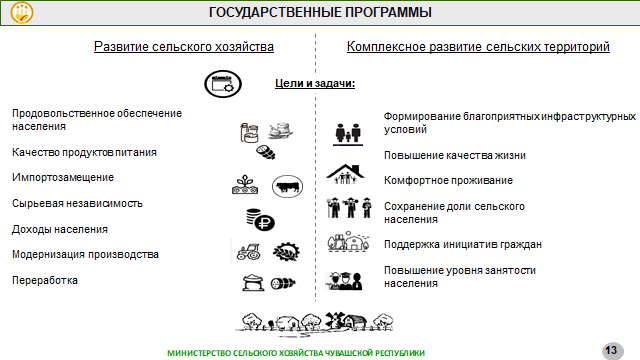 ГОСУДАРСТВЕННЫЕ ПРОГРАММЫ
Развитие сельского хозяйства
Комплексное развитие сельских территорий
Цели и задачи:
Продовольственное обеспечение
населения
Качество продуктов питания
Импортозамещение
Сырьевая независимость
Доходы населения
Модернизация производства
Переработка
Формирование благоприятных инфраструктурных
условий
Повышение качества жизни
Комфортное проживание
Сохранение доли сельского
населения
Поддержка инициатив граждан
Повышение уровня занятости
населения
МИНИСТЕРСТВО СЕЛЬСКОГО ХОЗЯЙСТВА ЧУВАШСКОЙ РЕСПУБЛИКИ
13